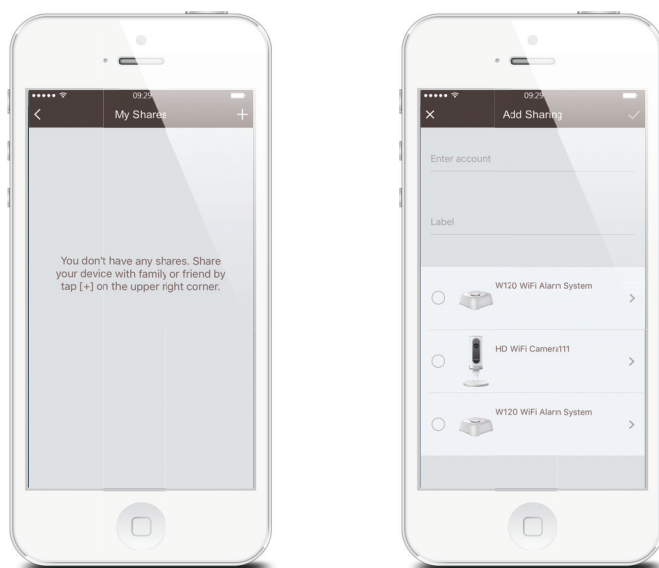 09:29
My Shares
You don't have any shares. Share
your device with family or friend by
tap [+] on the upper right corner.
09:29
Add Sharing
Enter account
Label
W120 WiFi Alarm System
HD WiFi Camera111
W120 WiFi Alarm System